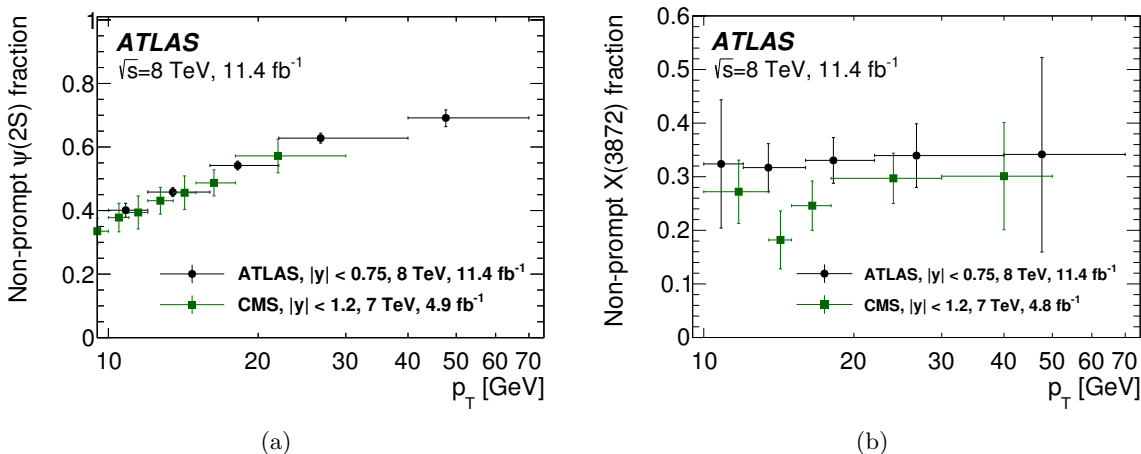 Non-prompt ψ(2S) fraction
1
0.8
0.6
0.4
0.2
0
ATLAS
√s=8 TeV, 11.4 fb⁻¹
ATLAS, |y| < 0.75, 8 TeV, 11.4 fb⁻¹
CMS, |y| < 1.2, 7 TeV, 4.9 fb⁻¹
10 20 30 40 50 60 70
p_T [GeV]
(a)
Non-prompt X(3872) fraction
0.6
0.5
0.4
0.3
0.2
0.1
0
ATLAS
√s=8 TeV, 11.4 fb⁻¹
ATLAS, |y| < 0.75, 8 TeV, 11.4 fb⁻¹
CMS, |y| < 1.2, 7 TeV, 4.8 fb⁻¹
10 20 30 40 50 60 70
p_T [GeV]
(b)